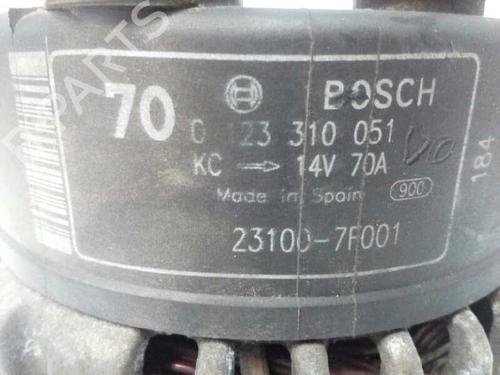 70 BOSCH
0 123 310 051
KC → 14V 70A
Made in Spain 900
23100-7F001
184